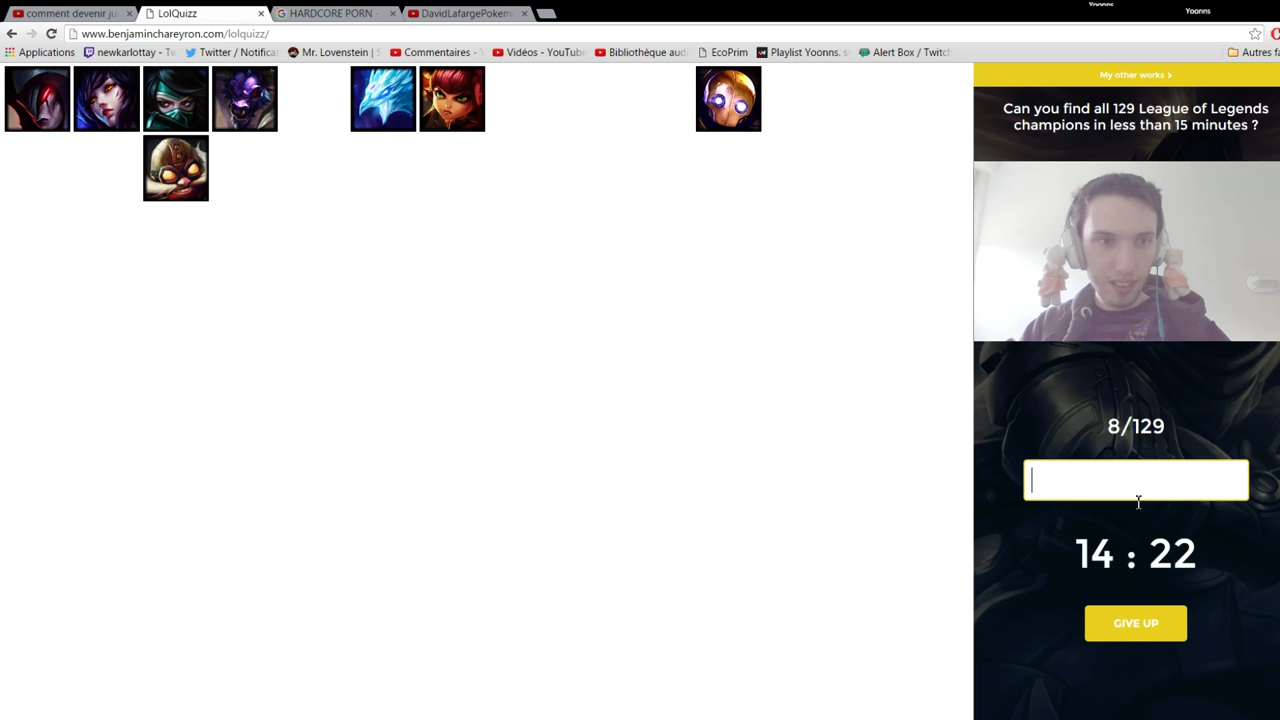 Yoonns
Yoonns
comment devenir ju
LolQuizz
HARDCORE PORN -
DavidLafargePokem
www.benjaminchareyron.com/lolquizz/
Applications
newkarlottay - Tw
Twitter / Notificat
Mr. Lovenstein | S
Commentaires - Y
Vidéos - YouTube
Bibliothèque aud
EcoPrim
Playlist Yoonns. s
Alert Box / Twitch
Autres fa
My other works >
Can you find all 129 League of Legends
champions in less than 15 minutes ?
8/129
14 : 22
GIVE UP